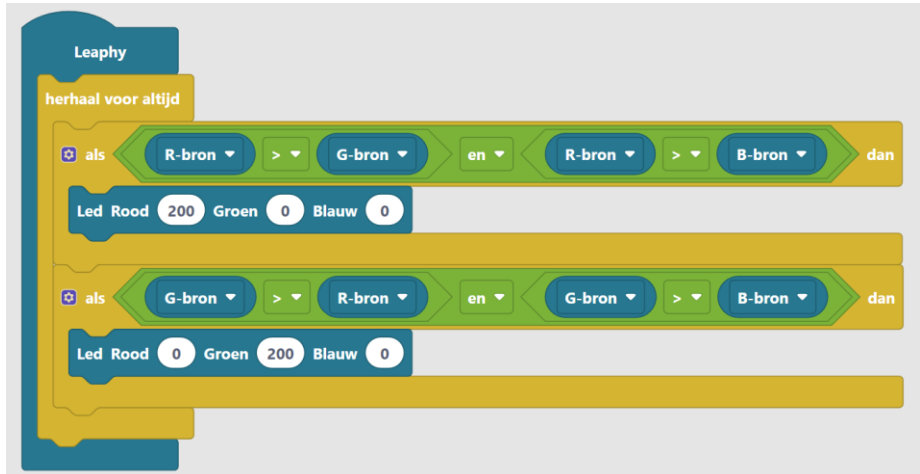 Leaphy
herhaal voor altijd
als R-bron > G-bron en R-bron > B-bron dan
Led Rood 200 Groen 0 Blauw 0
als G-bron > R-bron en G-bron > B-bron dan
Led Rood 0 Groen 200 Blauw 0